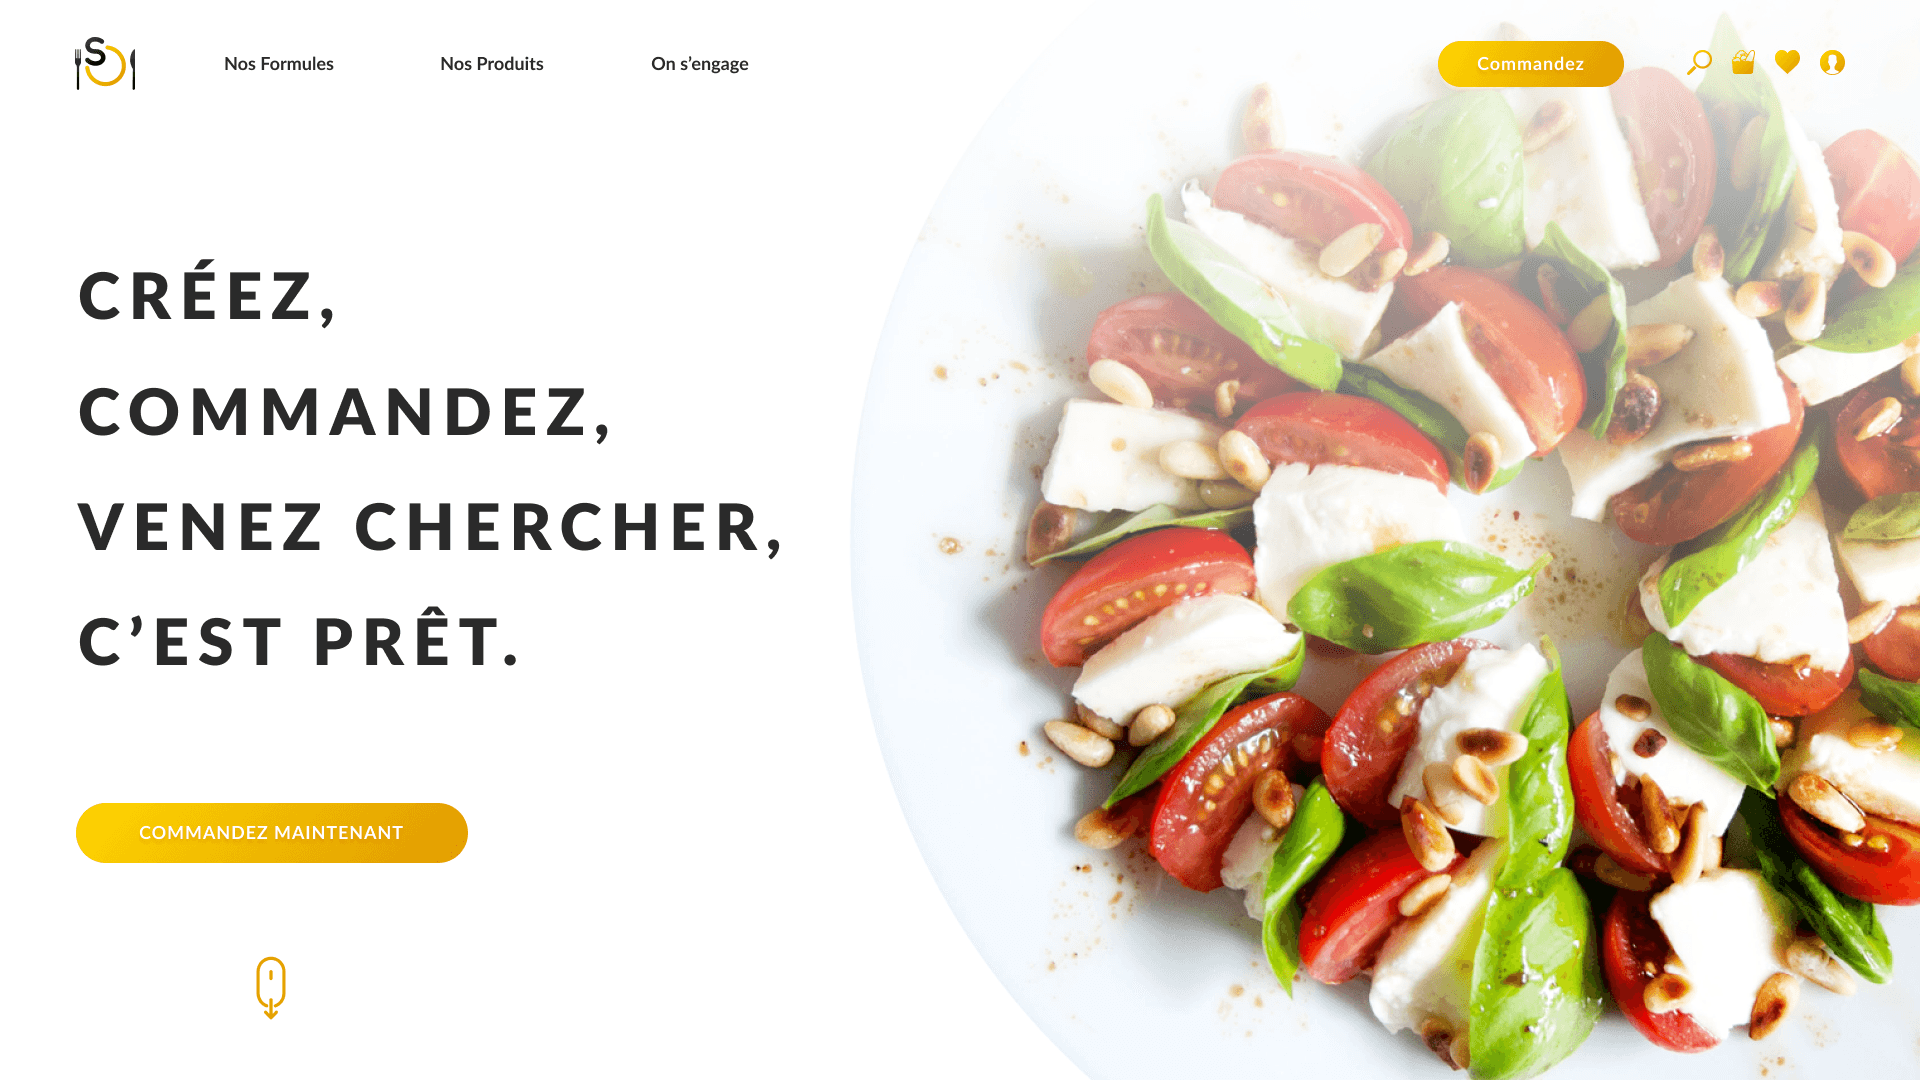 Nos Formules
Nos Produits
On s’engage
Commandez
CRÉEZ,
COMMANDEZ,
VENEZ CHERCHER,
C’EST PRÊT.
COMMANDEZ MAINTENANT